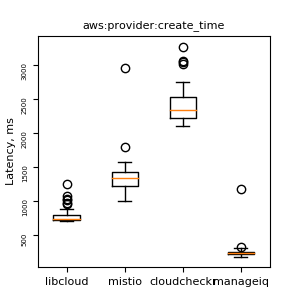 aws:provider:create_time
Latency, ms
3000
2500
2000
1500
1000
500
libcloud
mistio
cloudcheckr
manageiq